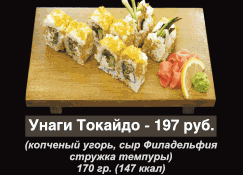 Унаги Токайдо - 197 руб.
(копченый угорь, сыр Филадельфия
стружка темпуры)
170 гр. (147 ккал)